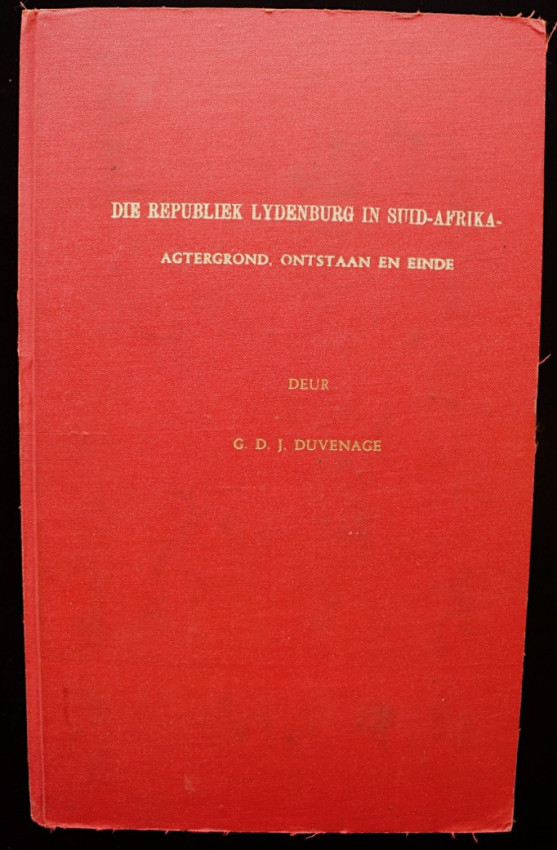 DIE REPUBLIEK LYDENBURG IN SUID-AFRIKA-
AGTERGROND, ONTSTAAN EN EINDE
DEUR
G. D. J. DUVENAGE